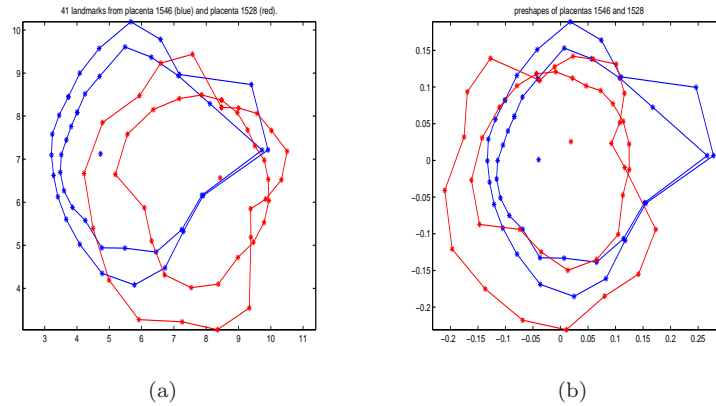 41 landmarks from placenta 1546 (blue) and placenta 1528 (red).
10
9
8
7
6
5
4
3 4 5 6 7 8 9 10 11
(a)
preshapes of placentas 1546 and 1528
0.15
0.1
0.05
0
−0.05
−0.1
−0.15
−0.2
−0.2 −0.15 −0.1 −0.05 0 0.05 0.1 0.15 0.2 0.25
(b)